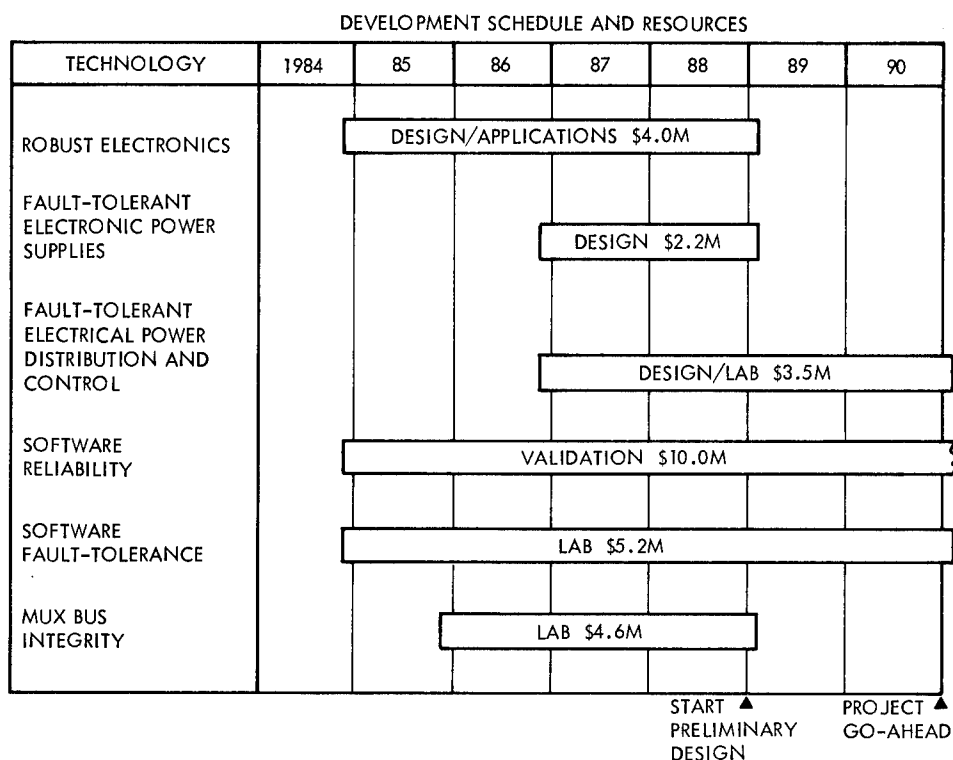 DEVELOPMENT SCHEDULE AND RESOURCES
TECHNOLOGY 1984 85 86 87 88 89 90
ROBUST ELECTRONICS
DESIGN/APPLICATIONS $4.0M
FAULT-TOLERANT
ELECTRONIC POWER
SUPPLIES
DESIGN $2.2M
FAULT-TOLERANT
ELECTRICAL POWER
DISTRIBUTION AND
CONTROL
DESIGN/LAB $3.5M
SOFTWARE
RELIABILITY
VALIDATION $10.0M
SOFTWARE
FAULT-TOLERANCE
LAB $5.2M
MUX BUS
INTEGRITY
LAB $4.6M
START
PRELIMINARY
DESIGN
PROJECT
GO-AHEAD